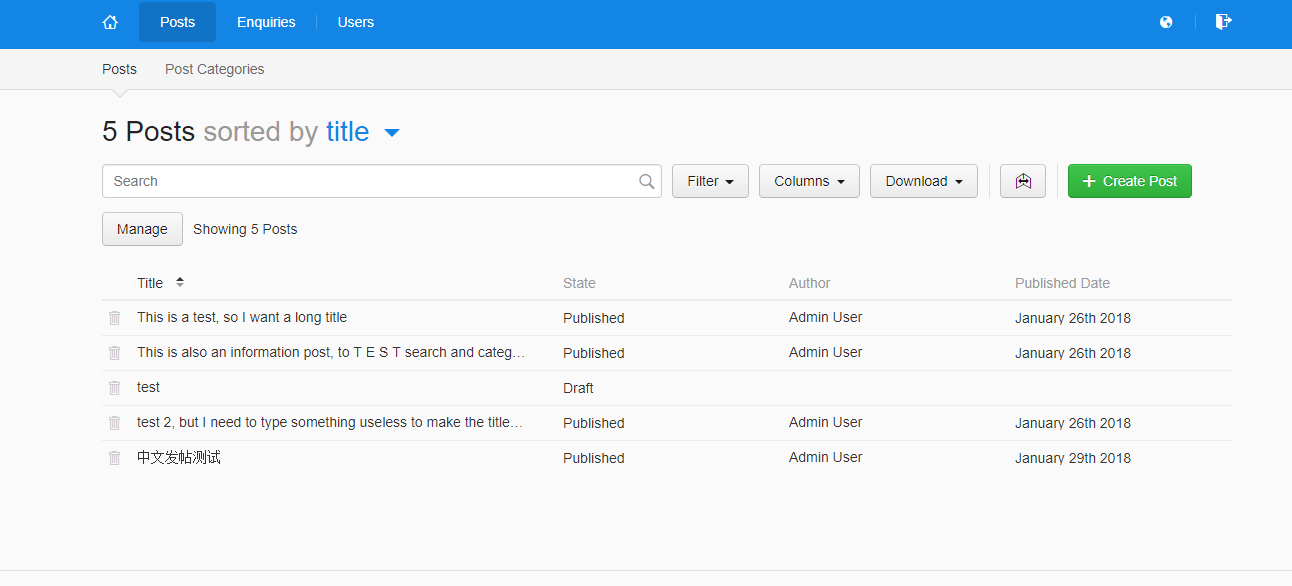 Posts Enquiries Users
Posts Post Categories
5 Posts sorted by title
Search Filter Columns Download + Create Post
Manage Showing 5 Posts
Title State Author Published Date
This is a test, so I want a long title Published Admin User January 26th 2018
This is also an information post, to T E S T search and categ... Published Admin User January 26th 2018
test Draft
test 2, but I need to type something useless to make the title... Published Admin User January 26th 2018
中文发帖测试 Published Admin User January 29th 2018